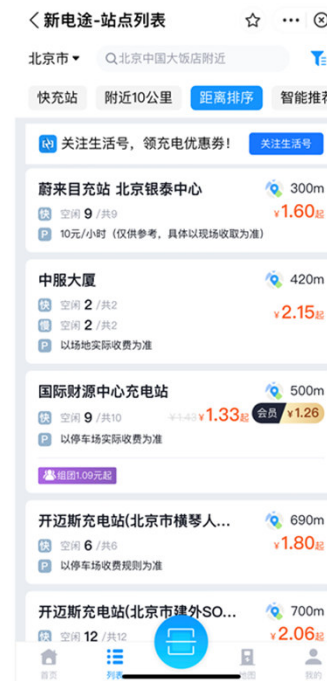 新电途-站点列表
北京市
北京中国大饭店附近
快充站 附近10公里 距离排序 智能推荐
关注生活号，领充电优惠券！ 关注生活号
蔚来目充站 北京银泰中心 300m
快 空闲 9 /共9 ¥1.60起
P 10元/小时（仅供参考，具体以现场收取为准）
中服大厦 420m
快 空闲 2 /共2 ¥2.15起
慢 空闲 2 /共2
P 以场地实际收费为准
国际财源中心充电站 500m
快 空闲 9 /共10 ¥1.43 ¥1.33起 会员 ¥1.26
P 以停车场实际收费为准
组团1.09元起
开迈斯充电站(北京市横琴人... 690m
快 空闲 6 /共6 ¥1.80起
P 以停车场收费规则为准
开迈斯充电站(北京市建外SO... 700m
快 空闲 12 /共12 ¥2.06起
首页 列表 地图 我的